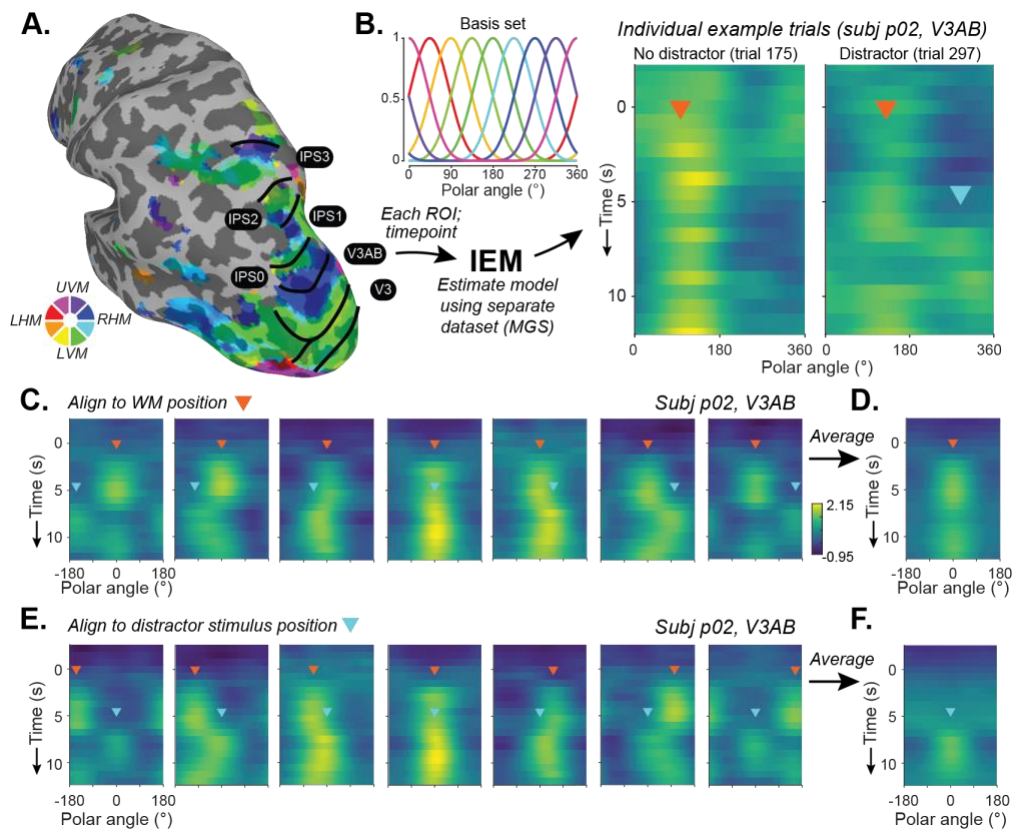 A.
IPS3
IPS2
IPS1
V3AB
IPS0
V3
UVM
LHM
RHM
LVM
B.
Basis set
1
0.5
0
0
90
180
270
360
Polar angle (°)
Each ROI;
timepoint
IEM
Estimate model
using separate
dataset (MGS)
Individual example trials (subj p02, V3AB)
No distractor (trial 175)
Distractor (trial 297)
0
5
10
Time (s)
0
180
360
0
180
360
Polar angle (°)
C.
Align to WM position
Subj p02, V3AB
0
5
10
Time (s)
-180
0
180
Polar angle (°)
Average
2.15
-0.95
D.
0
5
10
Time (s)
-180
0
180
Polar angle (°)
E.
Align to distractor stimulus position
Subj p02, V3AB
0
5
10
Time (s)
-180
0
180
Polar angle (°)
Average
F.
0
5
10
Time (s)
-180
0
180
Polar angle (°)